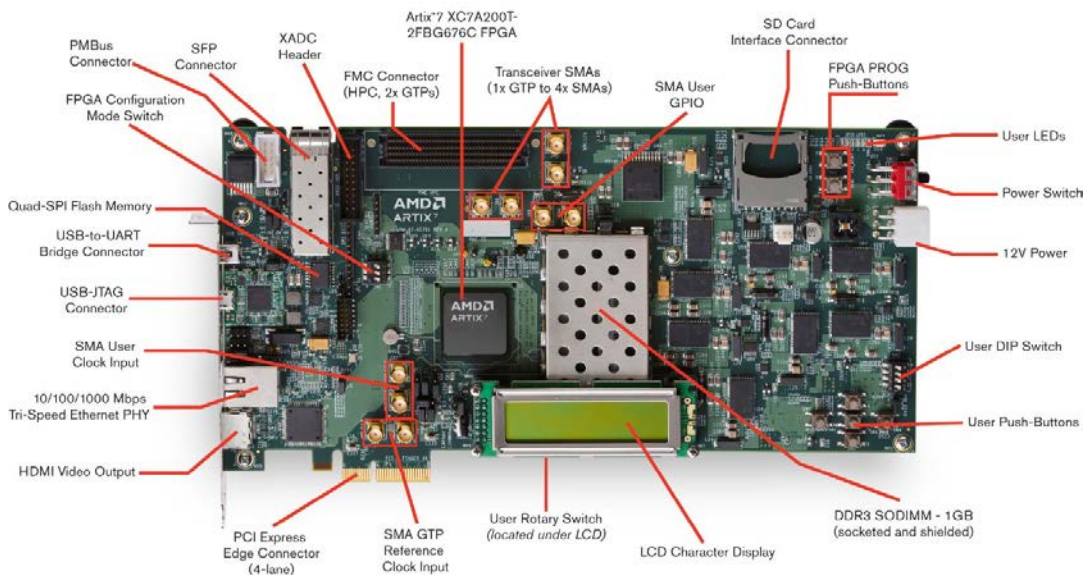 Artix™7 XC7A200T-
2FBG676C FPGA
SD Card
Interface Connector
PMBus
Connector
SFP
Connector
XADC
Header
FMC Connector
(HPC, 2x GTPs)
Transceiver SMAs
(1x GTP to 4x SMAs)
SMA User
GPIO
FPGA PROG
Push-Buttons
FPGA Configuration
Mode Switch
User LEDs
Quad-SPI Flash Memory
AMD
ARTIX 7
Power Switch
USB-to-UART
Bridge Connector
12V Power
USB-JTAG
Connector
AMD
ARTIX 7
SMA User
Clock Input
User DIP Switch
10/100/1000 Mbps
Tri-Speed Ethernet PHY
User Push-Buttons
HDMI Video Output
PCI Express
Edge Connector
(4-lane)
SMA GTP
Reference
Clock Input
User Rotary Switch
(located under LCD)
LCD Character Display
DDR3 SODIMM - 1GB
(socketed and shielded)